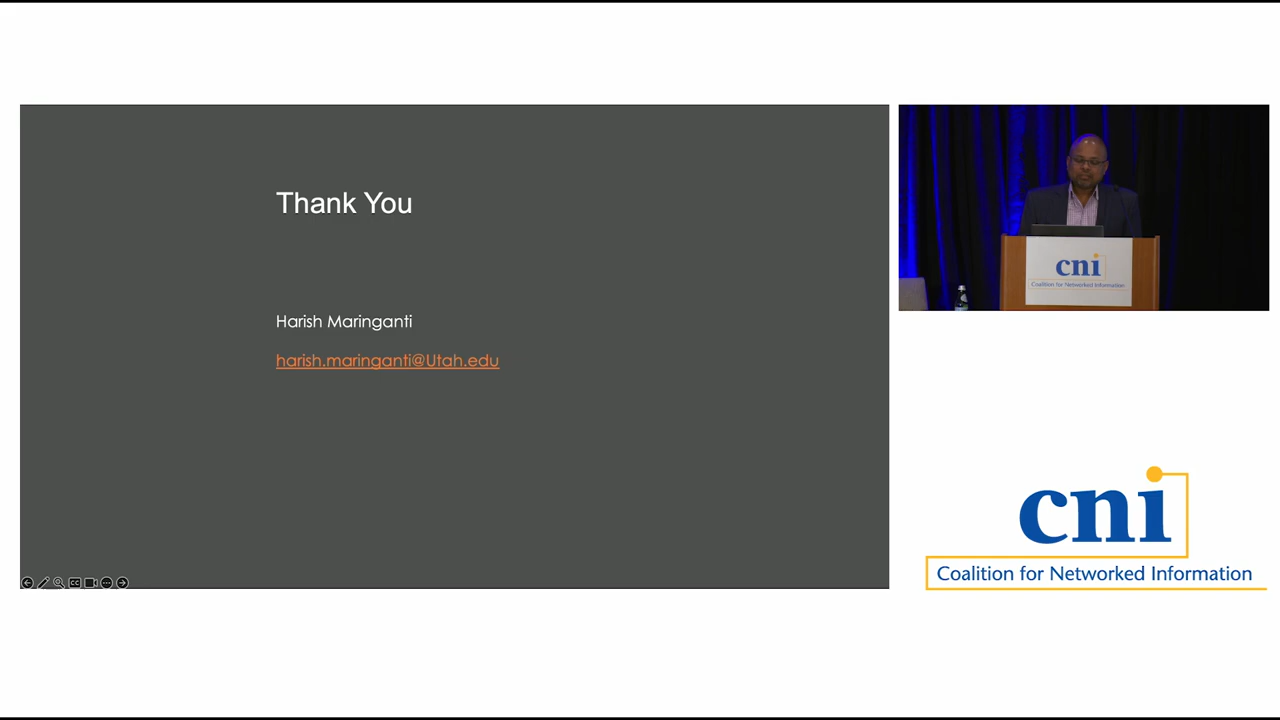 Thank You
Harish Maringanti
harish.maringanti@Utah.edu
cni
Coalition for Networked Information
cni
Coalition for Networked Information